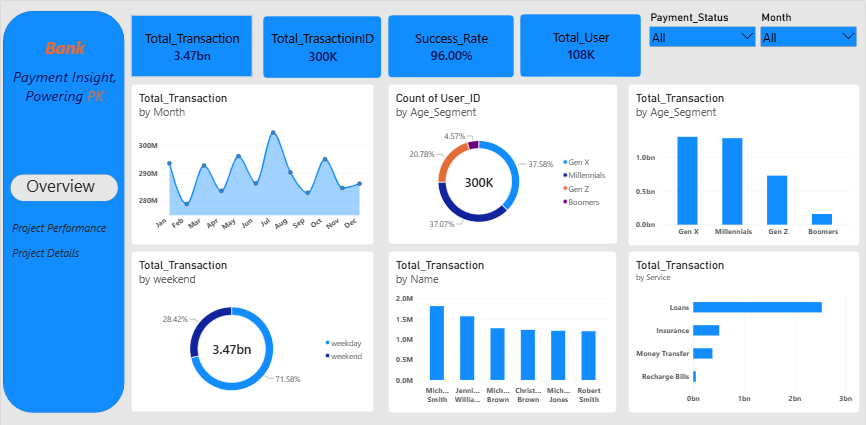 Bank
Payment Insight,
Powering PK
Overview
Project Performance
Project Details
Total_Transaction
3.47bn
Total_TrasactioinID
300K
Success_Rate
96.00%
Total_User
108K
Payment_Status
All
Month
All
Total_Transaction
by Month
300M
290M
280M
Jan Feb Mar Apr May Jun Jul Aug Sep Oct Nov Dec
Count of User_ID
by Age_Segment
4.57%
20.78%
37.58%
300K
37.07%
Gen X
Millennials
Gen Z
Boomers
Total_Transaction
by Age_Segment
1.0bn
0.5bn
0.0bn
Gen X Millennials Gen Z Boomers
Total_Transaction
by weekend
28.42%
3.47bn
71.58%
weekday
weekend
Total_Transaction
by Name
2.0M
1.5M
1.0M
0.5M
0.0M
Mich... Jenni... Mich... Christ... Mich... Robert
Smith Willia... Brown Brown Jones Smith
Total_Transaction
by Service
Loans
Insurance
Money Transfer
Recharge Bills
0bn 1bn 2bn 3bn